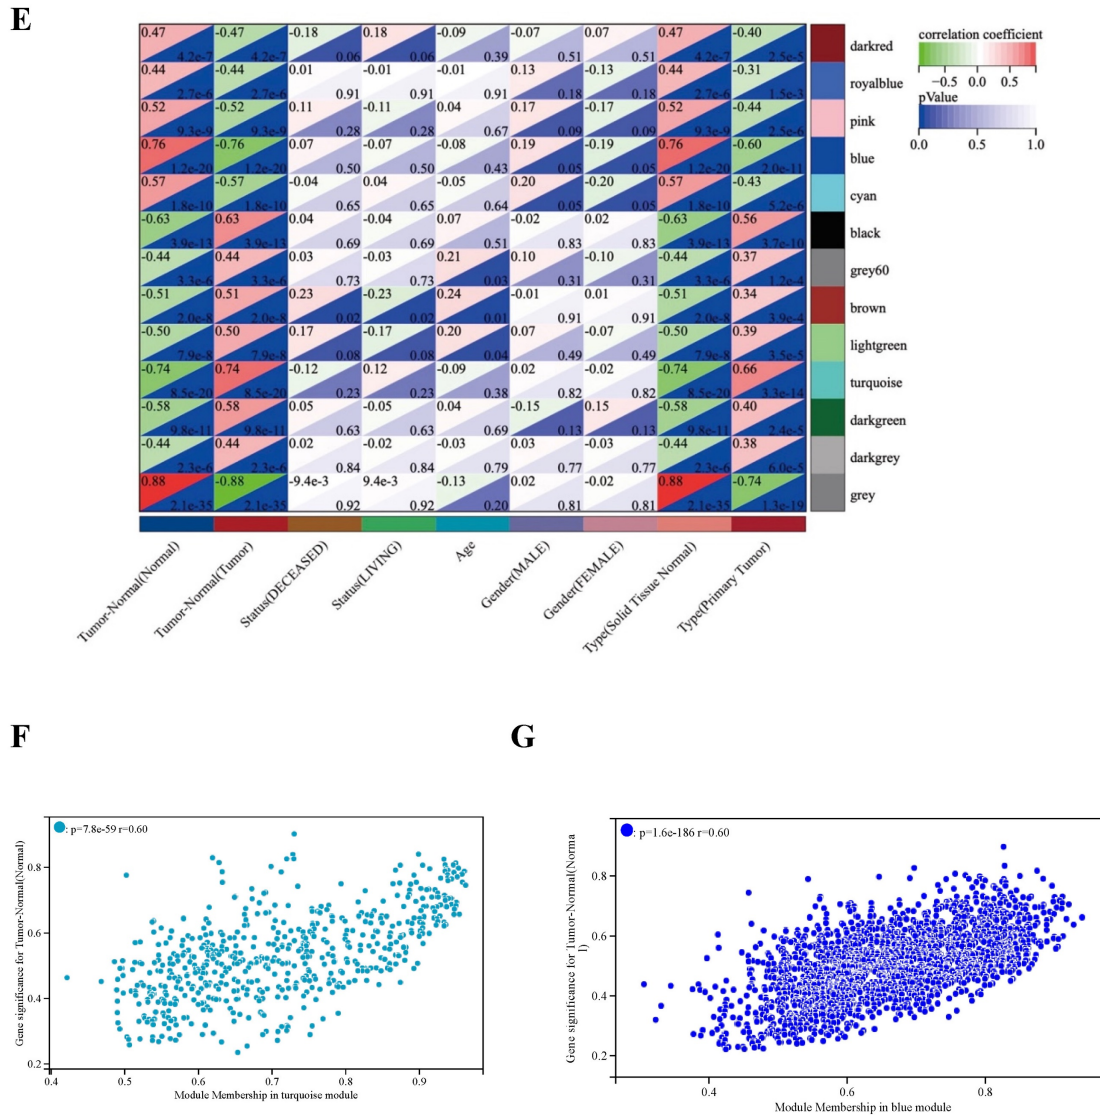 E
0.47 -0.47 -0.18 0.18 -0.09 -0.07 0.07 0.47 -0.40
4.2e-7 4.2e-7 0.06 0.06 0.39 0.51 0.51 4.2e-7 2.5e-5
darkred
0.44 -0.44 0.01 -0.01 -0.01 0.13 -0.13 0.44 -0.31
2.7e-6 2.7e-6 0.91 0.91 0.91 0.18 0.18 2.7e-6 1.5e-3
royalblue
0.52 -0.52 0.11 -0.11 0.04 0.17 -0.17 0.52 -0.44
9.3e-9 9.3e-9 0.28 0.28 0.67 0.09 0.09 9.3e-9 2.5e-6
pink
0.76 -0.76 0.07 -0.07 -0.08 0.19 -0.19 0.76 -0.60
1.2e-20 1.2e-20 0.50 0.50 0.43 0.05 0.05 1.2e-20 2.0e-11
blue
0.57 -0.57 -0.04 0.04 -0.05 0.20 -0.20 0.57 -0.43
1.8e-10 1.8e-10 0.65 0.65 0.64 0.05 0.05 1.8e-10 5.2e-6
cyan
-0.63 0.63 0.04 -0.04 0.07 -0.02 0.02 -0.63 0.56
3.9e-13 3.9e-13 0.69 0.69 0.51 0.83 0.83 3.9e-13 3.7e-10
black
-0.44 0.44 0.03 -0.03 0.21 0.10 -0.10 -0.44 0.37
3.3e-6 3.3e-6 0.73 0.73 0.03 0.31 0.31 3.3e-6 1.2e-4
grey60
-0.51 0.51 0.23 -0.23 0.24 -0.01 0.01 -0.51 0.34
2.0e-8 2.0e-8 0.02 0.02 0.01 0.91 0.91 2.0e-8 3.9e-4
brown
-0.50 0.50 0.17 -0.17 0.20 0.07 -0.07 -0.50 0.39
7.9e-8 7.9e-8 0.08 0.08 0.04 0.49 0.49 7.9e-8 3.5e-5
lightgreen
-0.74 0.74 -0.12 0.12 -0.09 0.02 -0.02 -0.74 0.66
8.5e-20 8.5e-20 0.23 0.23 0.38 0.82 0.82 8.5e-20 3.3e-14
turquoise
-0.58 0.58 0.05 -0.05 0.04 -0.15 0.15 -0.58 0.40
9.8e-11 9.8e-11 0.63 0.63 0.69 0.13 0.13 9.8e-11 2.4e-5
darkgreen
-0.44 0.44 0.02 -0.02 -0.03 0.03 -0.03 -0.44 0.38
2.3e-6 2.3e-6 0.84 0.84 0.79 0.77 0.77 2.3e-6 6.0e-5
darkgrey
0.88 -0.88 -9.4e-3 9.4e-3 -0.13 0.02 -0.02 0.88 -0.74
2.1e-35 2.1e-35 0.92 0.92 0.20 0.81 0.81 2.1e-35 1.3e-19
grey
Tumor-Normal(Normal)
Tumor-Normal(Tumor)
Status(DECEASED)
Status(LIVING)
Age
Gender(MALE)
Gender(FEMALE)
Type(Solid Tissue Normal)
Type(Primary Tumor)
correlation coefficient
−0.5 0.0 0.5
pValue
0.0 0.5 1.0
F
: p=7.8e-59 r=0.60
Gene significance for Tumor-Normal(Normal)
0.8
0.6
0.4
0.2
0.4 0.5 0.6 0.7 0.8 0.9
Module Membership in turquoise module
G
: p=1.6e-186 r=0.60
Gene significance for Tumor-Normal(Norma
l)
0.8
0.6
0.4
0.2
0.4 0.6 0.8
Module Membership in blue module